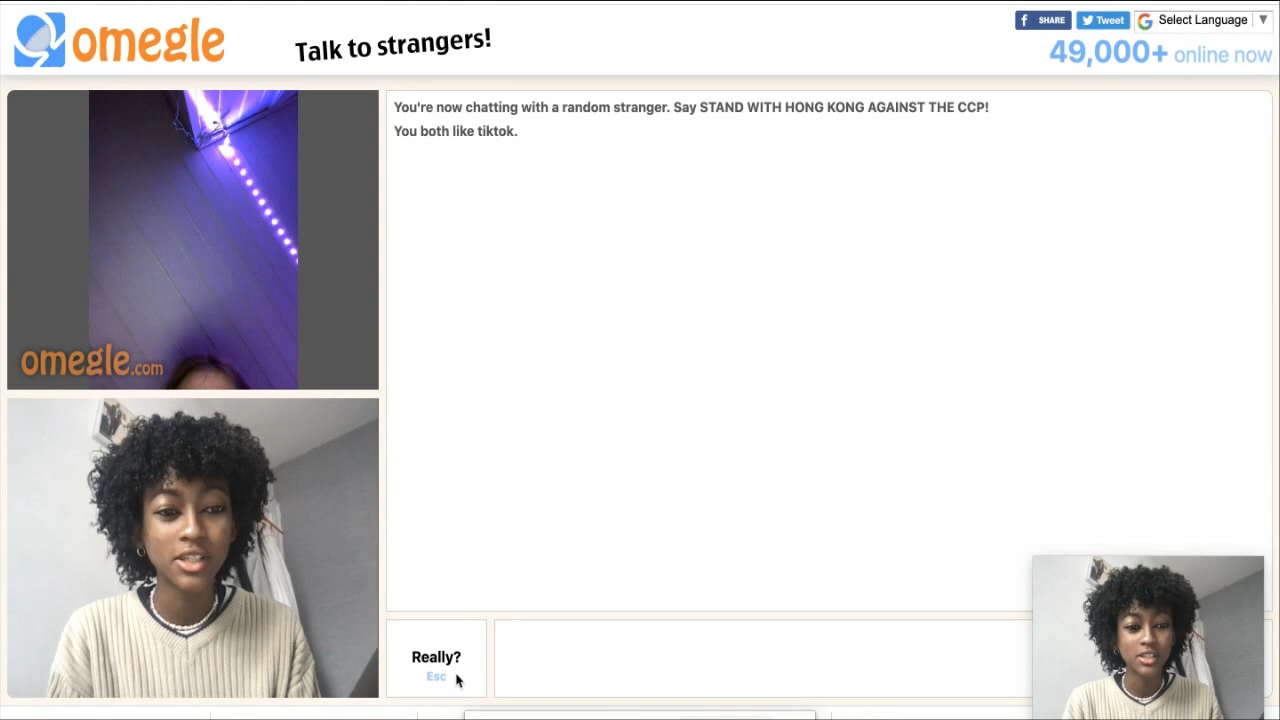 omegle
Talk to strangers!
f SHARE
Tweet
G Select Language ▼
49,000+ online now
You're now chatting with a random stranger. Say STAND WITH HONG KONG AGAINST THE CCP!
You both like tiktok.
omegle.com
Really?
Esc